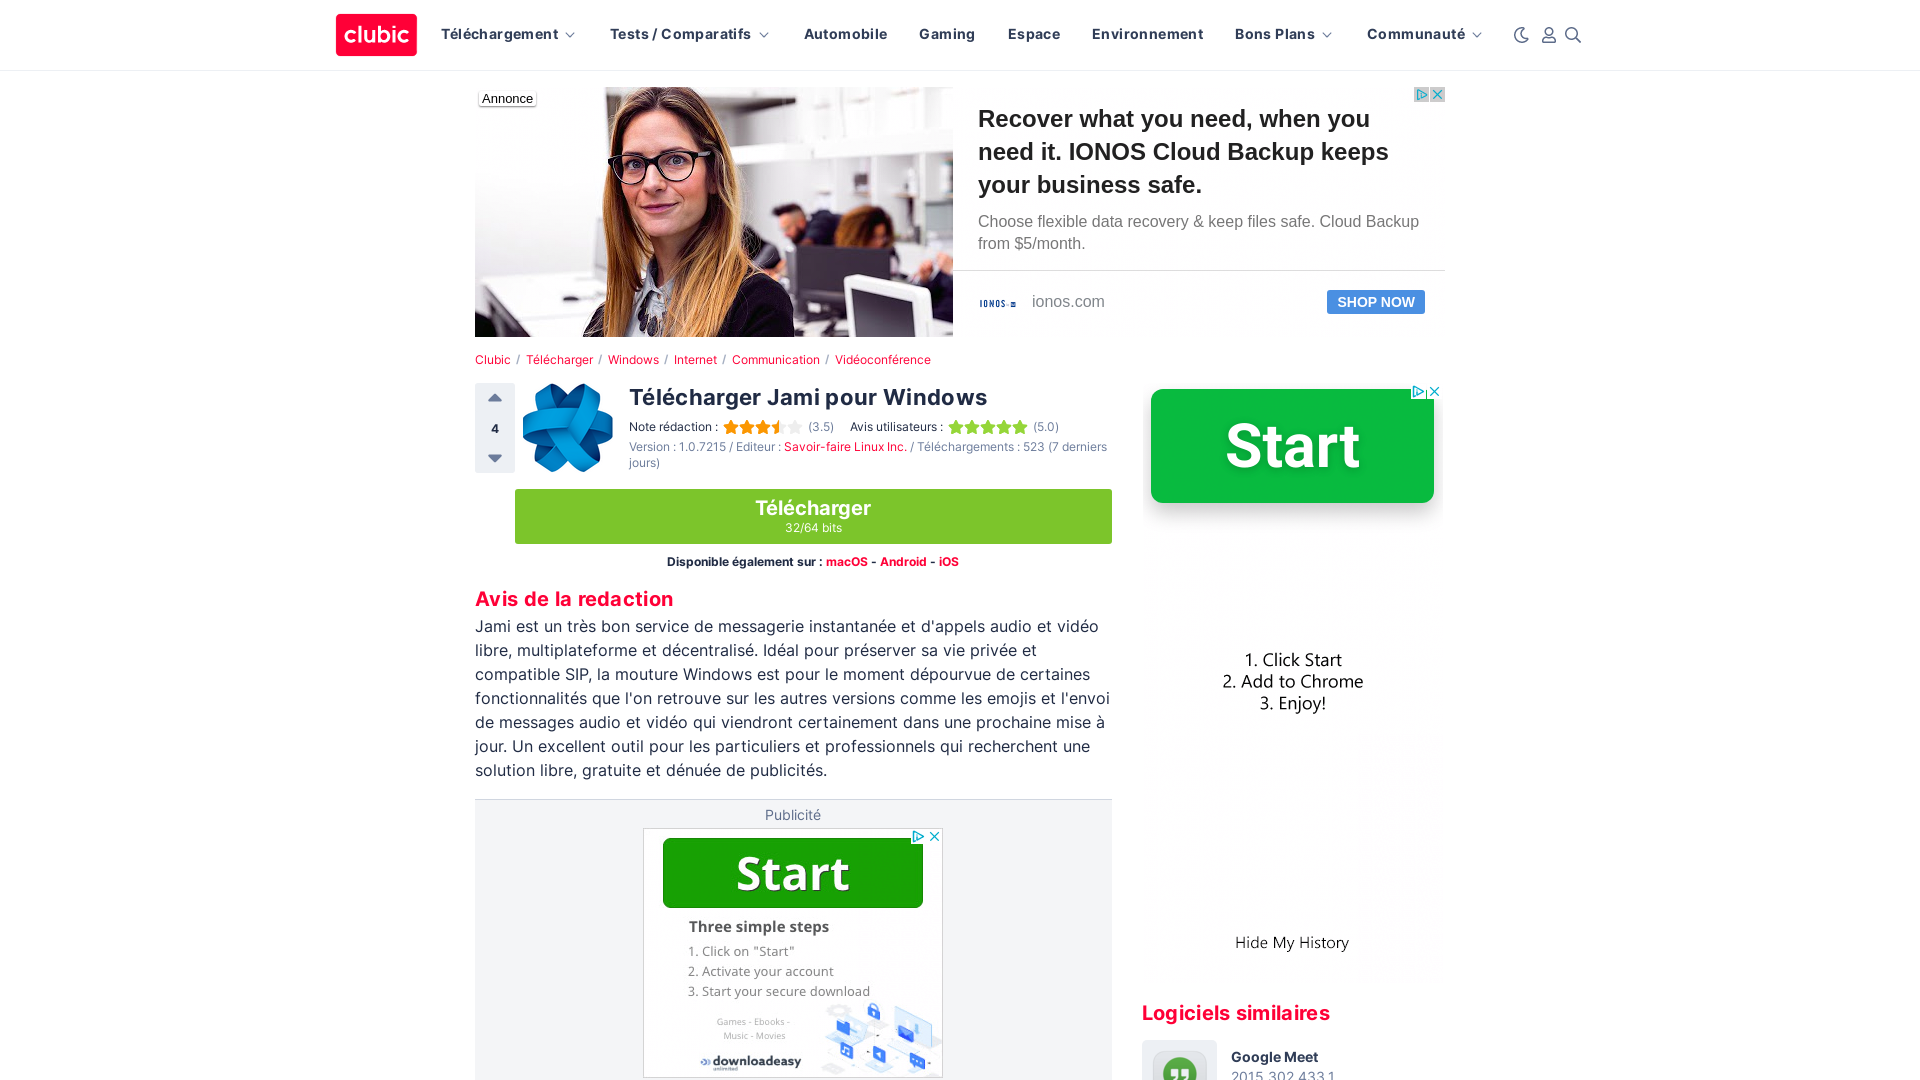 clubic
Téléchargement
Tests / Comparatifs
Automobile
Gaming
Espace
Environnement
Bons Plans
Communauté
Annonce
Recover what you need, when you
need it. IONOS Cloud Backup keeps
your business safe.
Choose flexible data recovery & keep files safe. Cloud Backup
from $5/month.
IONOS
ionos.com
SHOP NOW
Clubic / Télécharger / Windows / Internet / Communication / Vidéoconférence
4
Télécharger Jami pour Windows
Note rédaction : (3.5) Avis utilisateurs : (5.0)
Version : 1.0.7215 / Editeur : Savoir-faire Linux Inc. / Téléchargements : 523 (7 derniers
jours)
Télécharger
32/64 bits
Disponible également sur : macOS - Android - iOS
Avis de la redaction
Jami est un très bon service de messagerie instantanée et d'appels audio et vidéo
libre, multiplateforme et décentralisé. Idéal pour préserver sa vie privée et
compatible SIP, la mouture Windows est pour le moment dépourvue de certaines
fonctionnalités que l'on retrouve sur les autres versions comme les emojis et l'envoi
de messages audio et vidéo qui viendront certainement dans une prochaine mise à
jour. Un excellent outil pour les particuliers et professionnels qui recherchent une
solution libre, gratuite et dénuée de publicités.
Publicité
Start
Three simple steps
1. Click on "Start"
2. Activate your account
3. Start your secure download
Games - Ebooks -
Music - Movies
downloadeasy
unlimited
Start
1. Click Start
2. Add to Chrome
3. Enjoy!
Hide My History
Logiciels similaires
Google Meet
2015.302.433.1